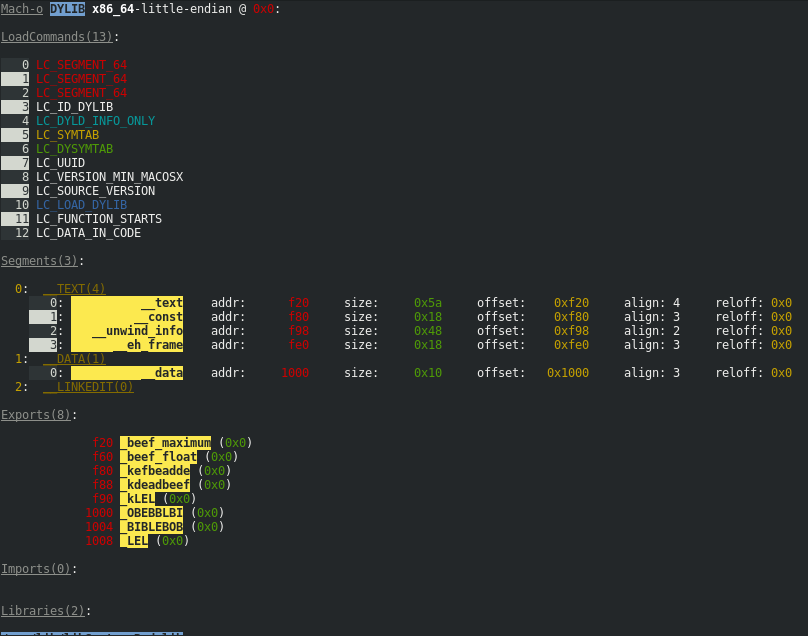 Mach-o DYLIB x86_64-little-endian @ 0x0:
LoadCommands(13):
0 LC_SEGMENT_64
1 LC_SEGMENT_64
2 LC_SEGMENT_64
3 LC_ID_DYLIB
4 LC_DYLD_INFO_ONLY
5 LC_SYMTAB
6 LC_DYSYMTAB
7 LC_UUID
8 LC_VERSION_MIN_MACOSX
9 LC_SOURCE_VERSION
10 LC_LOAD_DYLIB
11 LC_FUNCTION_STARTS
12 LC_DATA_IN_CODE
Segments(3):
0: __TEXT(4)
0: __text addr: f20 size: 0x5a offset: 0xf20 align: 4 reloff: 0x0
1: __const addr: f80 size: 0x18 offset: 0xf80 align: 3 reloff: 0x0
2: __unwind_info addr: f98 size: 0x48 offset: 0xf98 align: 2 reloff: 0x0
3: __eh_frame addr: fe0 size: 0x18 offset: 0xfe0 align: 3 reloff: 0x0
1: __DATA(1)
0: __data addr: 1000 size: 0x10 offset: 0x1000 align: 3 reloff: 0x0
2: __LINKEDIT(0)
Exports(8):
f20 _beef_maximum (0x0)
f60 _beef_float (0x0)
f80 _kefbeadde (0x0)
f88 _kdeadbeef (0x0)
f90 _kLEL (0x0)
1000 _OBEBBLBI (0x0)
1004 _BIBLEBOB (0x0)
1008 _LEL (0x0)
Imports(0):
Libraries(2):